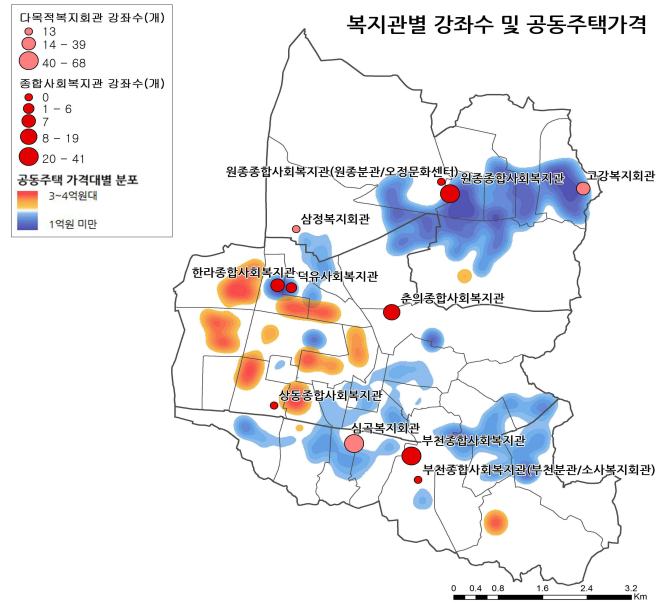 복지관별 강좌수 및 공동주택가격
다목적복지회관 강좌수(개)
13
14 - 39
40 - 68
종합사회복지관 강좌수(개)
0
1 - 6
7
8 - 19
20 - 41
공동주택 가격대별 분포
3~4억원대
1억원 미만
원종종합사회복지관(원종분관/오정문화센터)
원종종합사회복지관
고강복지회관
삼정복지회관
한라종합사회복지관
덕유사회복지관
춘의종합사회복지관
상동종합사회복지관
심곡복지회관
부천종합사회복지관
부천종합사회복지관(부천분관/소사복지회관)
0 0.4 0.8 1.6 2.4 3.2
Km